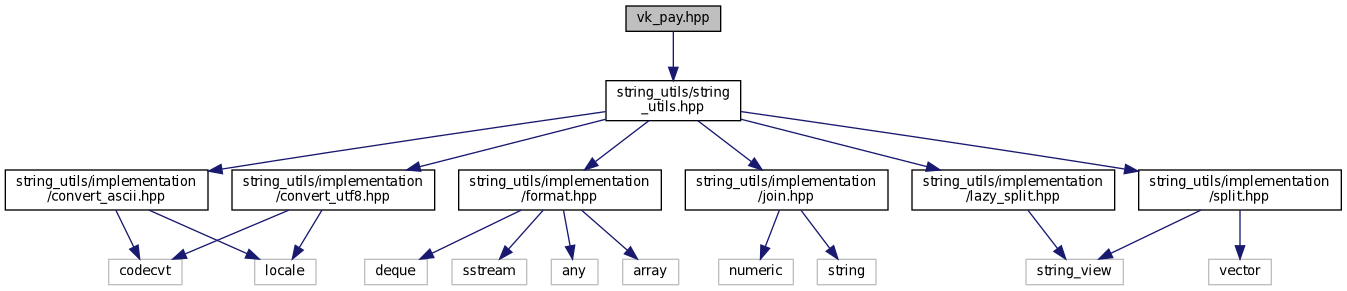 vk_pay.hpp
string_utils/string
_utils.hpp
string_utils/implementation
/convert_ascii.hpp
string_utils/implementation
/convert_utf8.hpp
string_utils/implementation
/format.hpp
string_utils/implementation
/join.hpp
string_utils/implementation
/lazy_split.hpp
string_utils/implementation
/split.hpp
codecvt
locale
deque
sstream
any
array
numeric
string
string_view
vector